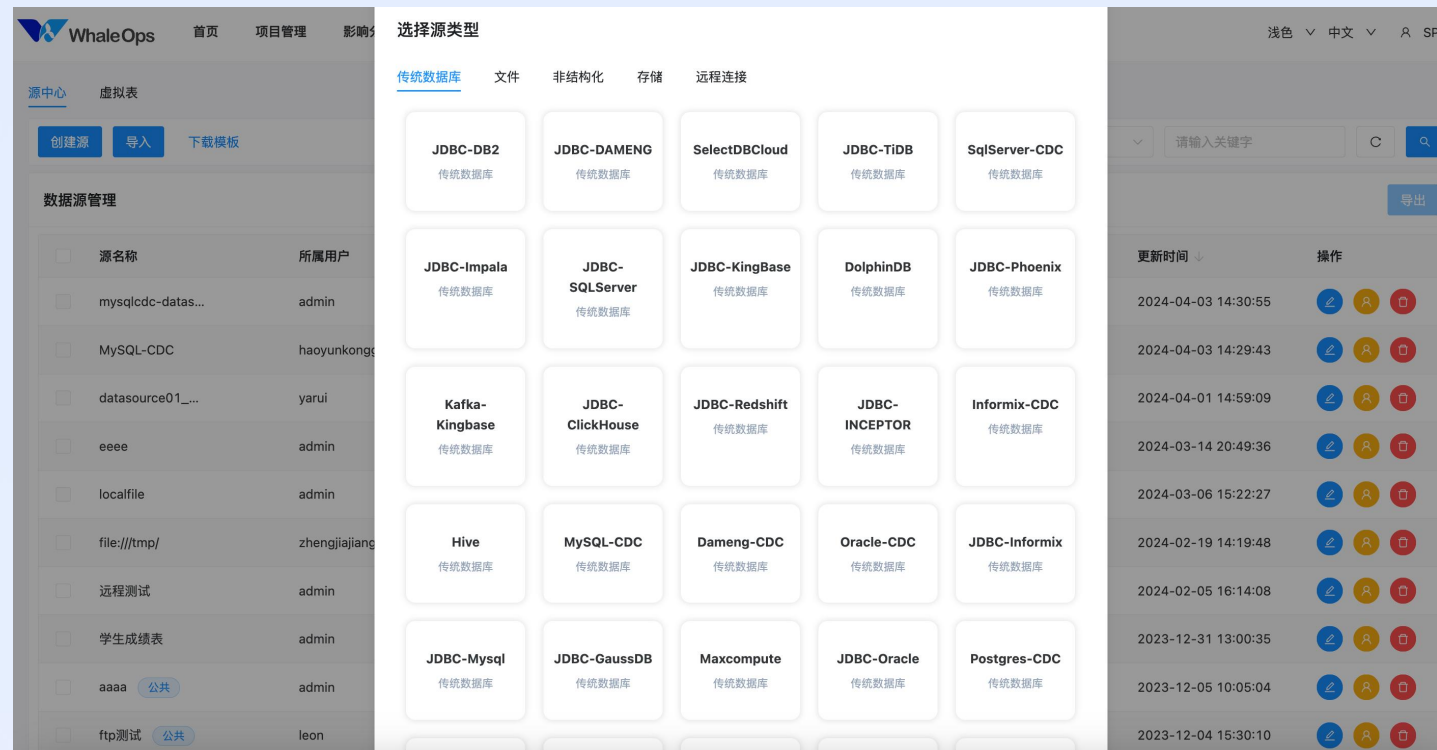 WhaleOps 首页 项目管理 影响分
浅色 中文 SP
源中心 虚拟表
创建源 导入 下载模板
请输入关键字
数据源管理
导出
源名称 所属用户 更新时间 操作
mysqlcdc-datas... admin 2024-04-03 14:30:55
MySQL-CDC haoyunkongg 2024-04-03 14:29:43
datasource01_... yarui 2024-04-01 14:59:09
eeee admin 2024-03-14 20:49:36
localfile admin 2024-03-06 15:22:27
file:///tmp/ zhengjiajiang 2024-02-19 14:19:48
远程测试 admin 2024-02-05 16:14:08
学生成绩表 admin 2023-12-31 13:00:35
aaaa 公共 admin 2023-12-05 10:05:04
ftp测试 公共 leon 2023-12-04 15:30:10
选择源类型
传统数据库 文件 非结构化 存储 远程连接
JDBC-DB2
传统数据库
JDBC-DAMENG
传统数据库
SelectDBCloud
传统数据库
JDBC-TiDB
传统数据库
SqlServer-CDC
传统数据库
JDBC-Impala
传统数据库
JDBC-
SQLServer
传统数据库
JDBC-KingBase
传统数据库
DolphinDB
传统数据库
JDBC-Phoenix
传统数据库
Kafka-
Kingbase
传统数据库
JDBC-
ClickHouse
传统数据库
JDBC-Redshift
传统数据库
JDBC-
INCEPTOR
传统数据库
Informix-CDC
传统数据库
Hive
传统数据库
MySQL-CDC
传统数据库
Dameng-CDC
传统数据库
Oracle-CDC
传统数据库
JDBC-Informix
传统数据库
JDBC-Mysql
传统数据库
JDBC-GaussDB
传统数据库
Maxcompute
传统数据库
JDBC-Oracle
传统数据库
Postgres-CDC
传统数据库